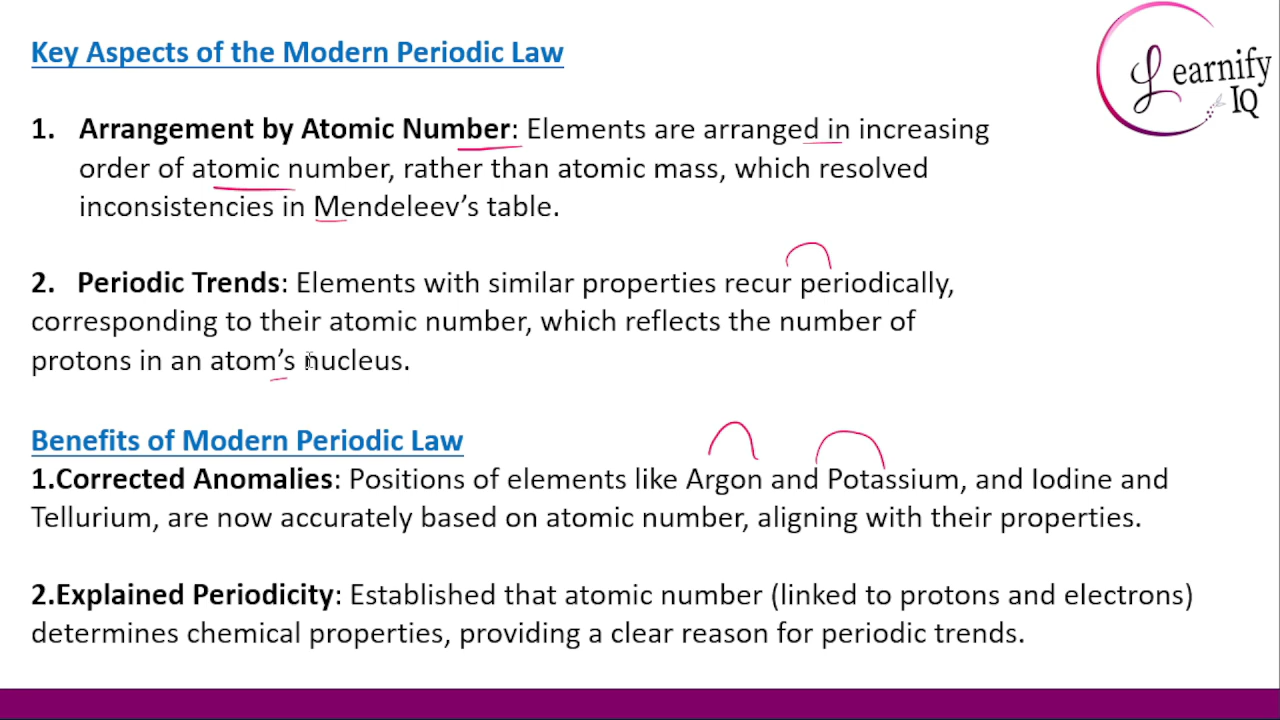 Key Aspects of the Modern Periodic Law
Learnify
IQ
1. Arrangement by Atomic Number: Elements are arranged in increasing
order of atomic number, rather than atomic mass, which resolved
inconsistencies in Mendeleev’s table.
2. Periodic Trends: Elements with similar properties recur periodically,
corresponding to their atomic number, which reflects the number of
protons in an atom’s nucleus.
Benefits of Modern Periodic Law
1.Corrected Anomalies: Positions of elements like Argon and Potassium, and Iodine and
Tellurium, are now accurately based on atomic number, aligning with their properties.
2.Explained Periodicity: Established that atomic number (linked to protons and electrons)
determines chemical properties, providing a clear reason for periodic trends.